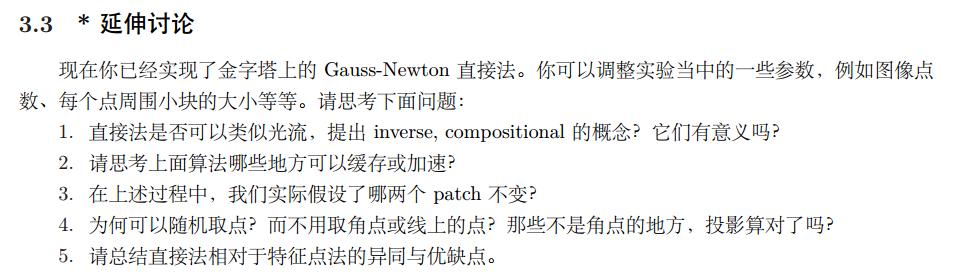 3.3 * 延伸讨论
现在你已经实现了金字塔上的 Gauss-Newton 直接法。你可以调整实验当中的一些参数，例如图像点
数、每个点周围小块的大小等等。请思考下面问题：
1. 直接法是否可以类似光流，提出 inverse, compositional 的概念？它们有意义吗？
2. 请思考上面算法哪些地方可以缓存或加速？
3. 在上述过程中，我们实际假设了哪两个 patch 不变？
4. 为何可以随机取点？而不用取角点或线上的点？那些不是角点的地方，投影算对了吗？
5. 请总结直接法相对于特征点法的异同与优缺点。